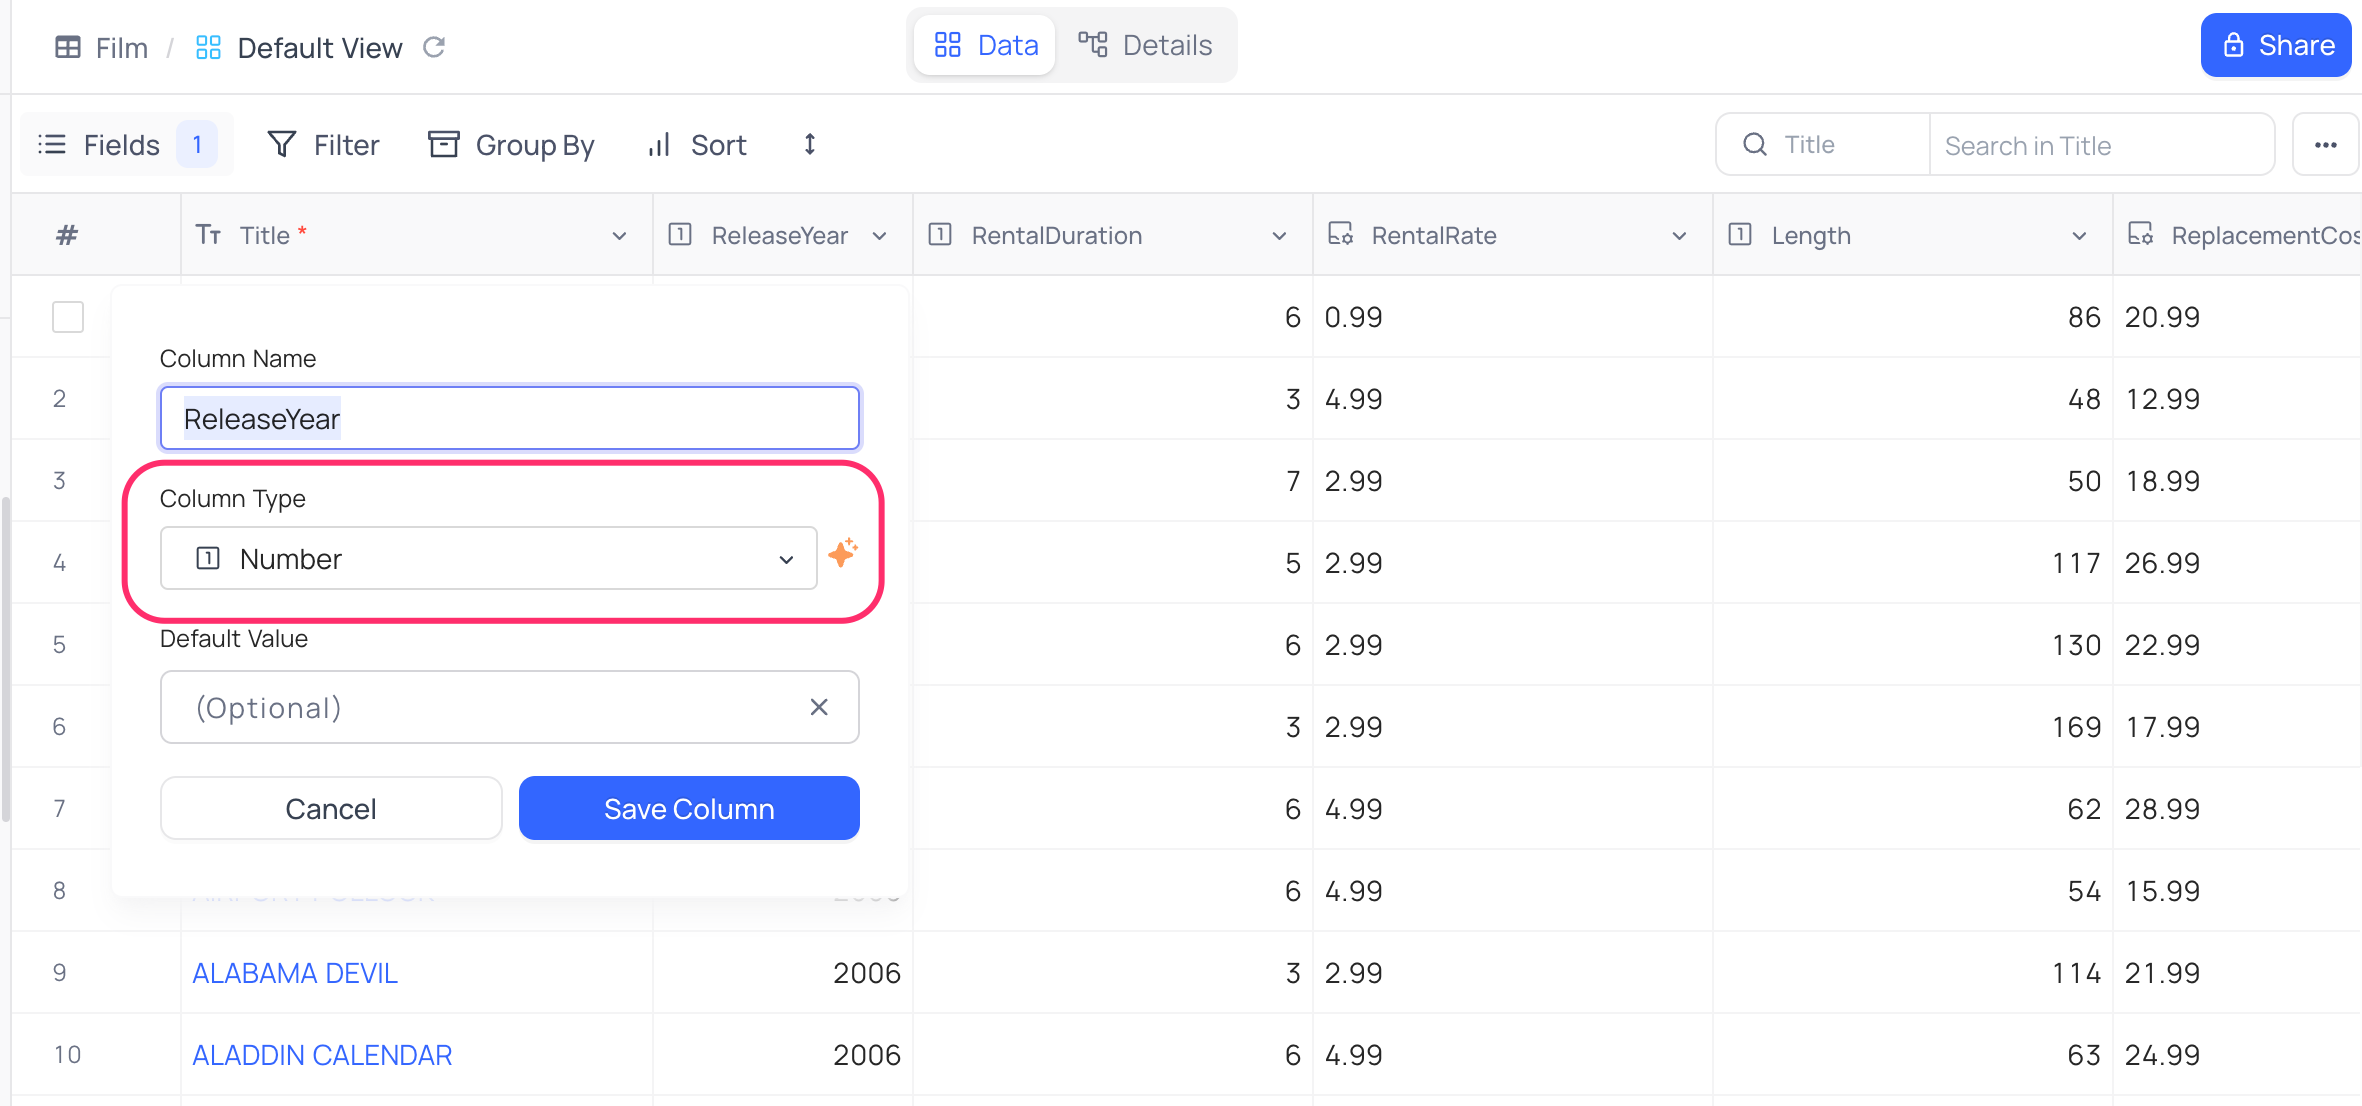 Film / Default View
Data Details
Share
Fields 1 Filter Group By Sort
Title Search in Title
# Title * ReleaseYear RentalDuration RentalRate Length ReplacementCos
6 0.99 86 20.99
Column Name
2 3 4.99 48 12.99
ReleaseYear
3 7 2.99 50 18.99
Column Type
4 Number 5 2.99 117 26.99
5 6 2.99 130 22.99
Default Value
6 (Optional) 3 2.99 169 17.99
7 Cancel Save Column 6 4.99 62 28.99
8 6 4.99 54 15.99
9 ALABAMA DEVIL 2006 3 2.99 114 21.99
10 ALADDIN CALENDAR 2006 6 4.99 63 24.99